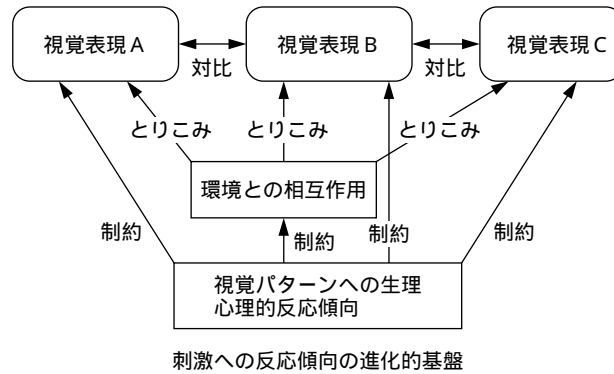 視覚表現A
視覚表現B
視覚表現C
対比
対比
とりこみ
とりこみ
とりこみ
環境との相互作用
制約
制約
制約
制約
視覚パターンへの生理
心理的反応傾向
刺激への反応傾向の進化的基盤